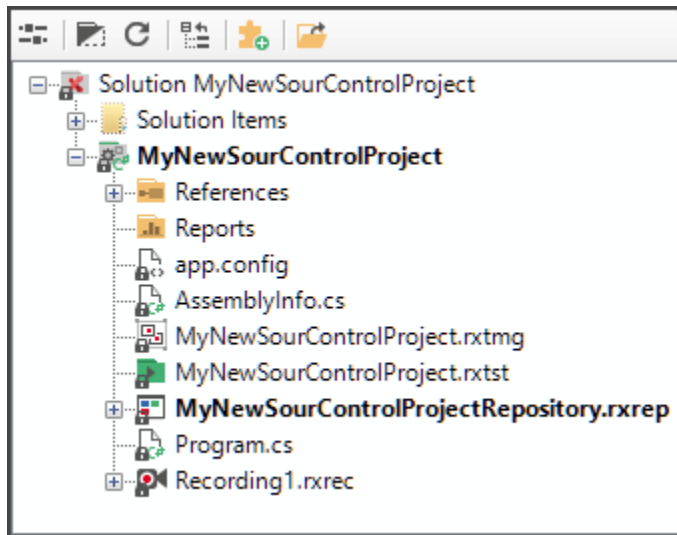 Solution MyNewSourControlProject
Solution Items
MyNewSourControlProject
References
Reports
app.config
AssemblyInfo.cs
MyNewSourControlProject.rxtmg
MyNewSourControlProject.rxtst
MyNewSourControlProjectRepository.rxrep
Program.cs
Recording1.rxrec